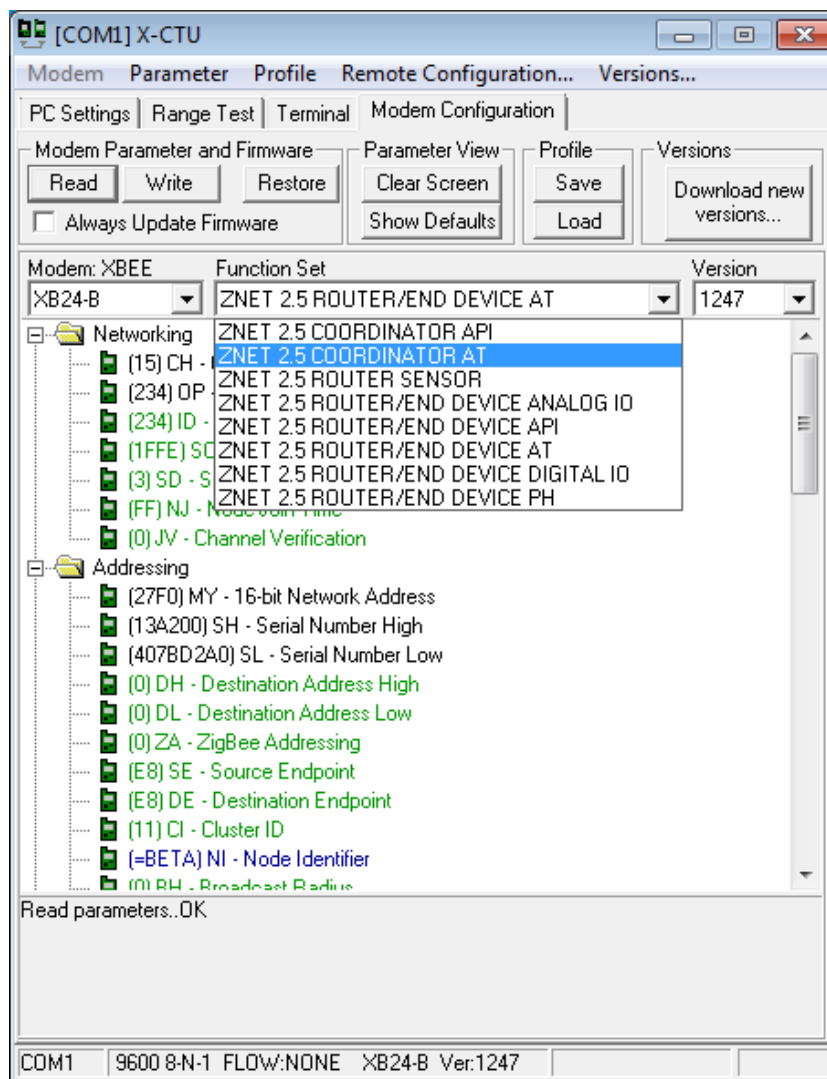 [COM1] X-CTU
Modem Parameter Profile Remote Configuration... Versions...
PC Settings Range Test Terminal Modem Configuration
Modem Parameter and Firmware Parameter View Profile Versions
Read Write Restore Clear Screen Save Download new versions...
Always Update Firmware Show Defaults Load
Modem: XBEE Function Set Version
XB24-B ZNET 2.5 ROUTER/END DEVICE AT 1247
ZNET 2.5 COORDINATOR API
ZNET 2.5 COORDINATOR AT
ZNET 2.5 ROUTER SENSOR
ZNET 2.5 ROUTER/END DEVICE ANALOG IO
ZNET 2.5 ROUTER/END DEVICE API
ZNET 2.5 ROUTER/END DEVICE AT
ZNET 2.5 ROUTER/END DEVICE DIGITAL IO
ZNET 2.5 ROUTER/END DEVICE PH
Networking
(15) CH -
(234) OP -
(234) ID -
(1FFE) SC
(3) SD - S
(FF) NJ - Node Join Time
(0) JV - Channel Verification
Addressing
(27F0) MY - 16-bit Network Address
(13A200) SH - Serial Number High
(407BD2A0) SL - Serial Number Low
(0) DH - Destination Address High
(0) DL - Destination Address Low
(0) ZA - ZigBee Addressing
(E8) SE - Source Endpoint
(E8) DE - Destination Endpoint
(11) CI - Cluster ID
(=BETA) NI - Node Identifier
(0) BH - Broadcast Radius
Read parameters..OK
COM1 9600 8-N-1 FLOW:NONE XB24-B Ver:1247